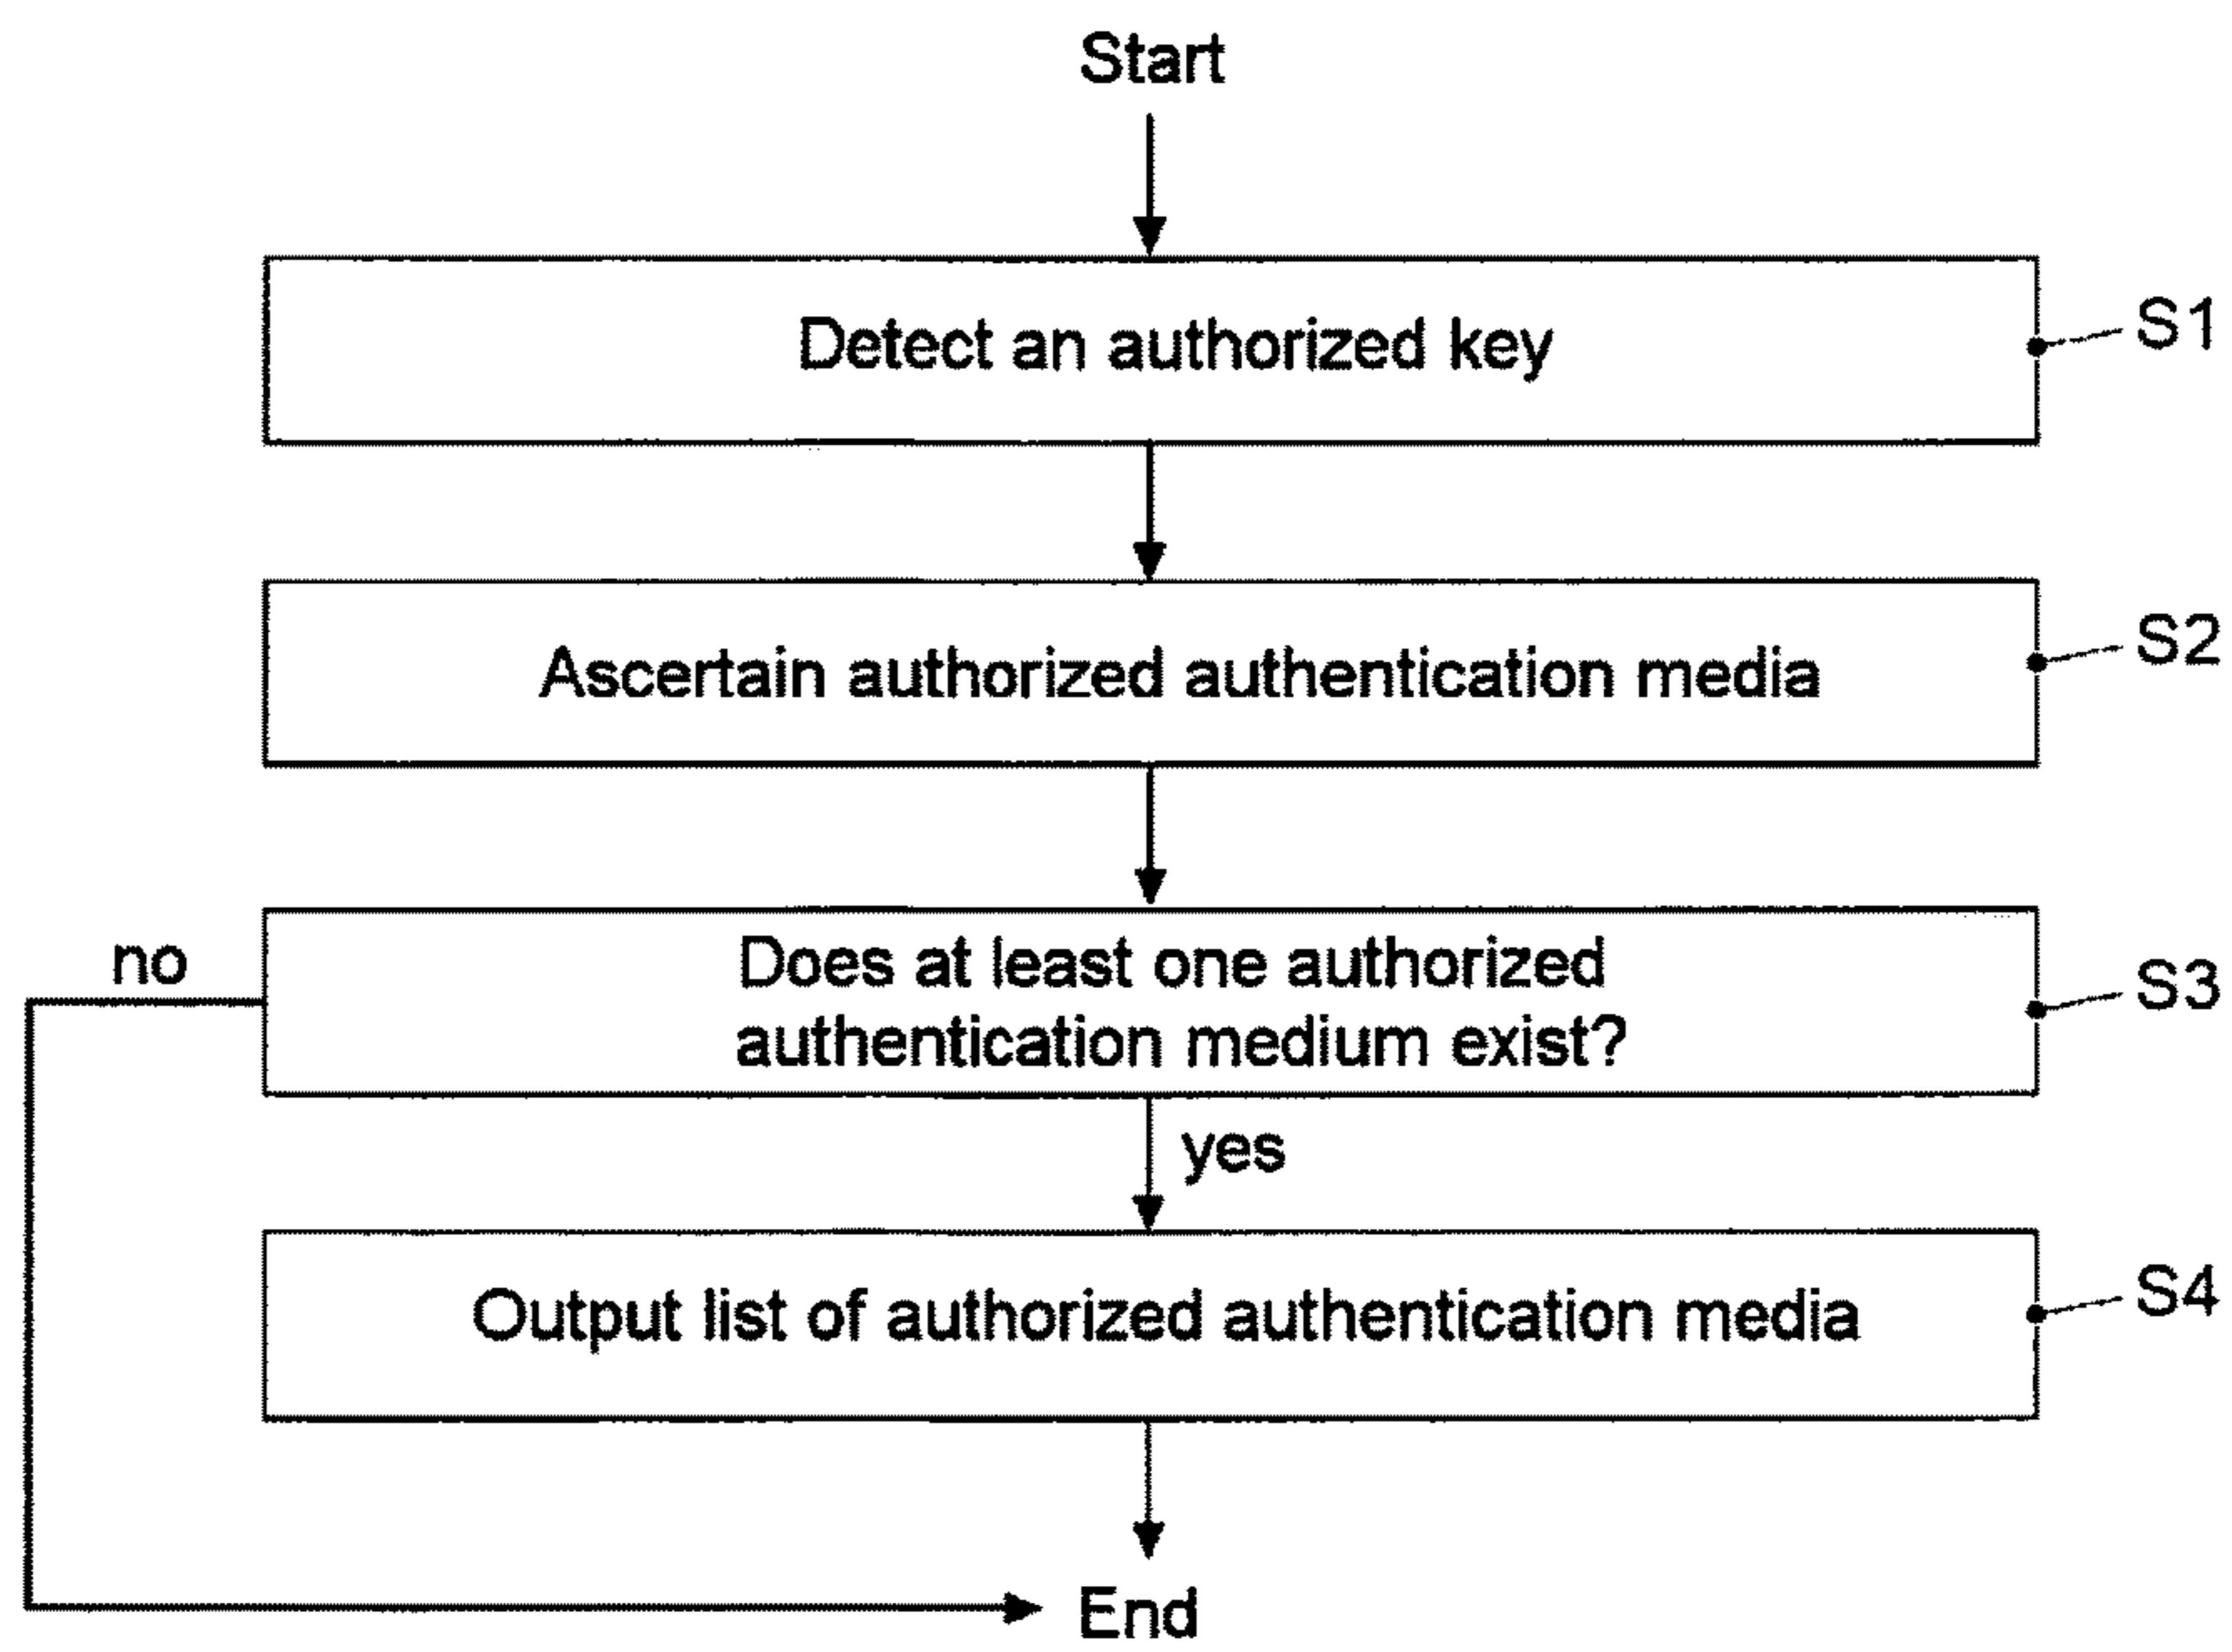 Start
Detect an authorized key
S1
Ascertain authorized authentication media
S2
no
Does at least one authorized
authentication medium exist?
S3
yes
Output list of authorized authentication media
S4
End